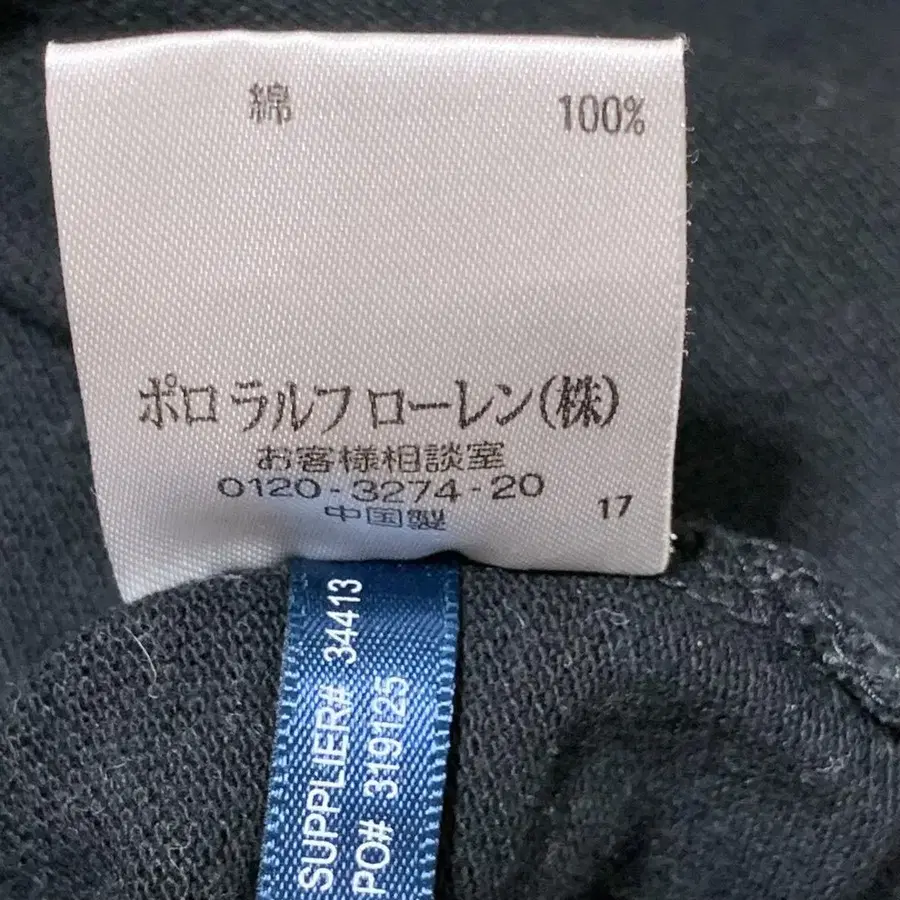 綿 100%
ポロ ラルフ ローレン(株)
お客様相談室
0120-3274-20
中国製 17
SUPPLIER# 34413
PO# 319125